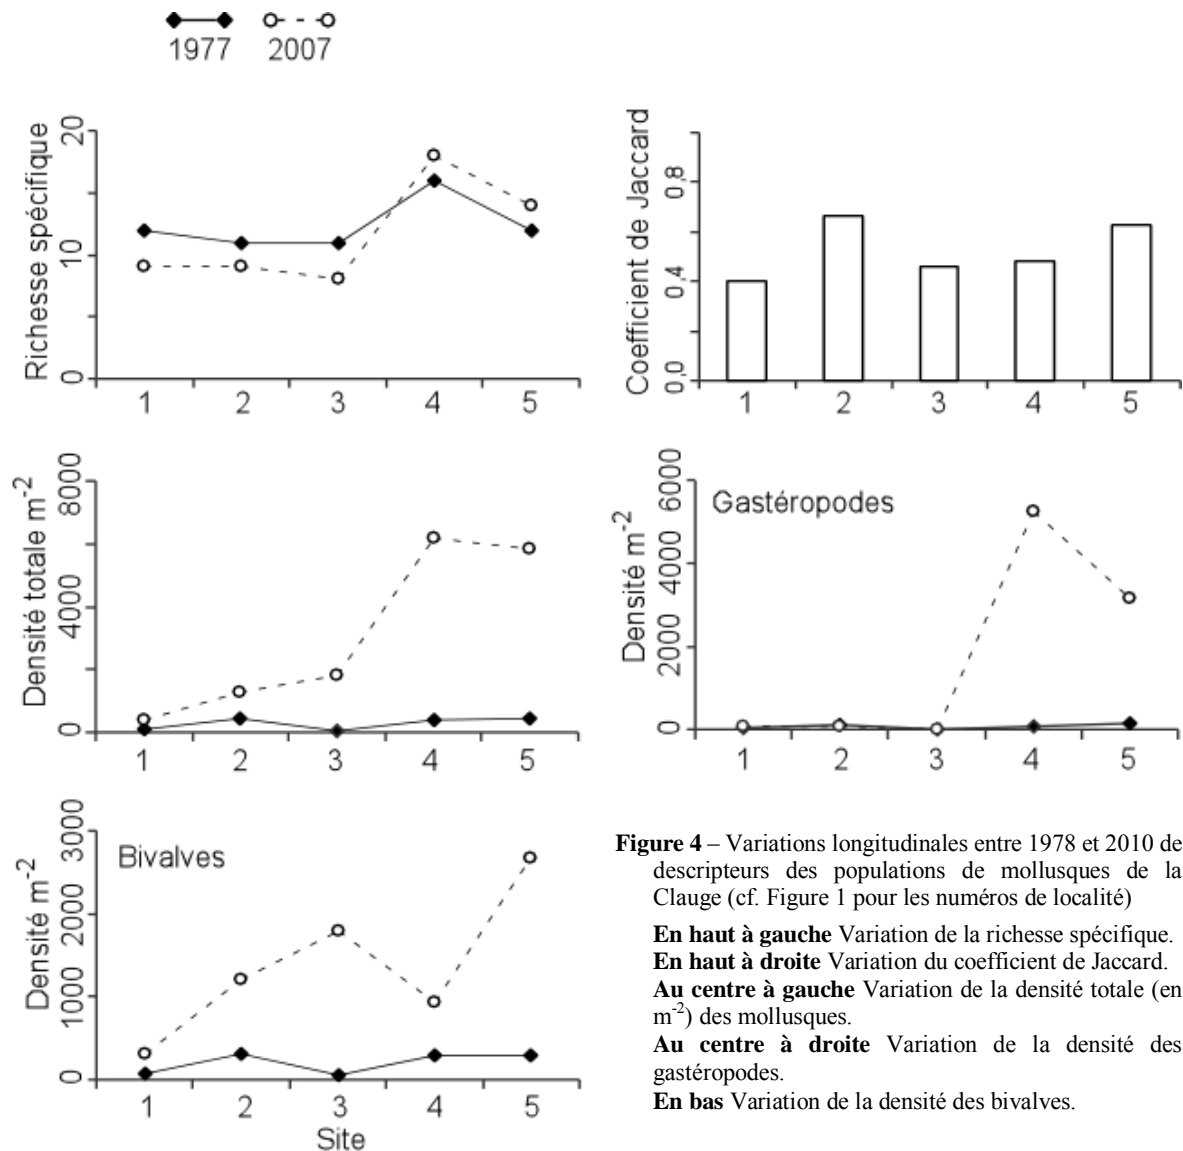 1977 2007
Richesse spécifique
20
10
0
1 2 3 4 5
Coefficient de Jaccard
0,8
0,4
0,0
1 2 3 4 5
Densité totale m-2
8000
4000
0
1 2 3 4 5
Gastéropodes
Densité m-2
6000
4000
2000
0
1 2 3 4 5
Bivalves
Densité m-2
3000
2000
1000
0
1 2 3 4 5
Site
Figure 4 – Variations longitudinales entre 1978 et 2010 de
descripteurs des populations de mollusques de la
Clauge (cf. Figure 1 pour les numéros de localité)
En haut à gauche Variation de la richesse spécifique.
En haut à droite Variation du coefficient de Jaccard.
Au centre à gauche Variation de la densité totale (en
m-2) des mollusques.
Au centre à droite Variation de la densité des
gastéropodes.
En bas Variation de la densité des bivalves.